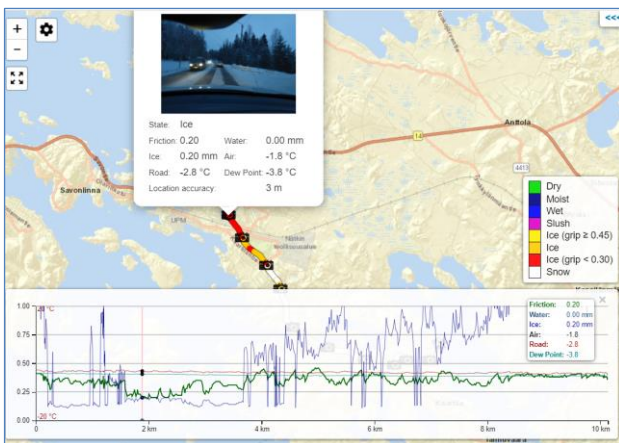 +
−
<<<
State: Ice
Friction: 0.20 Water: 0.00 mm
Ice: 0.20 mm Air: -1.8 °C
Road: -2.8 °C Dew Point: -3.8 °C
Location accuracy: 3 m
14
Anttola
4413
Savonlinna
UPM
Dry
Moist
Wet
Slush
Ice (grip ≥ 0.45)
Ice
Ice (grip < 0.30)
Snow
1.00
0.75
0.50
0.25
0.00
-20 °C
0 km
2 km
4 km
6 km
8 km
10 km
×
Friction: 0.20
Water: 0.00 mm
Ice: 0.20 mm
Air: -1.8
Road: -2.8
Dew Point: -3.8